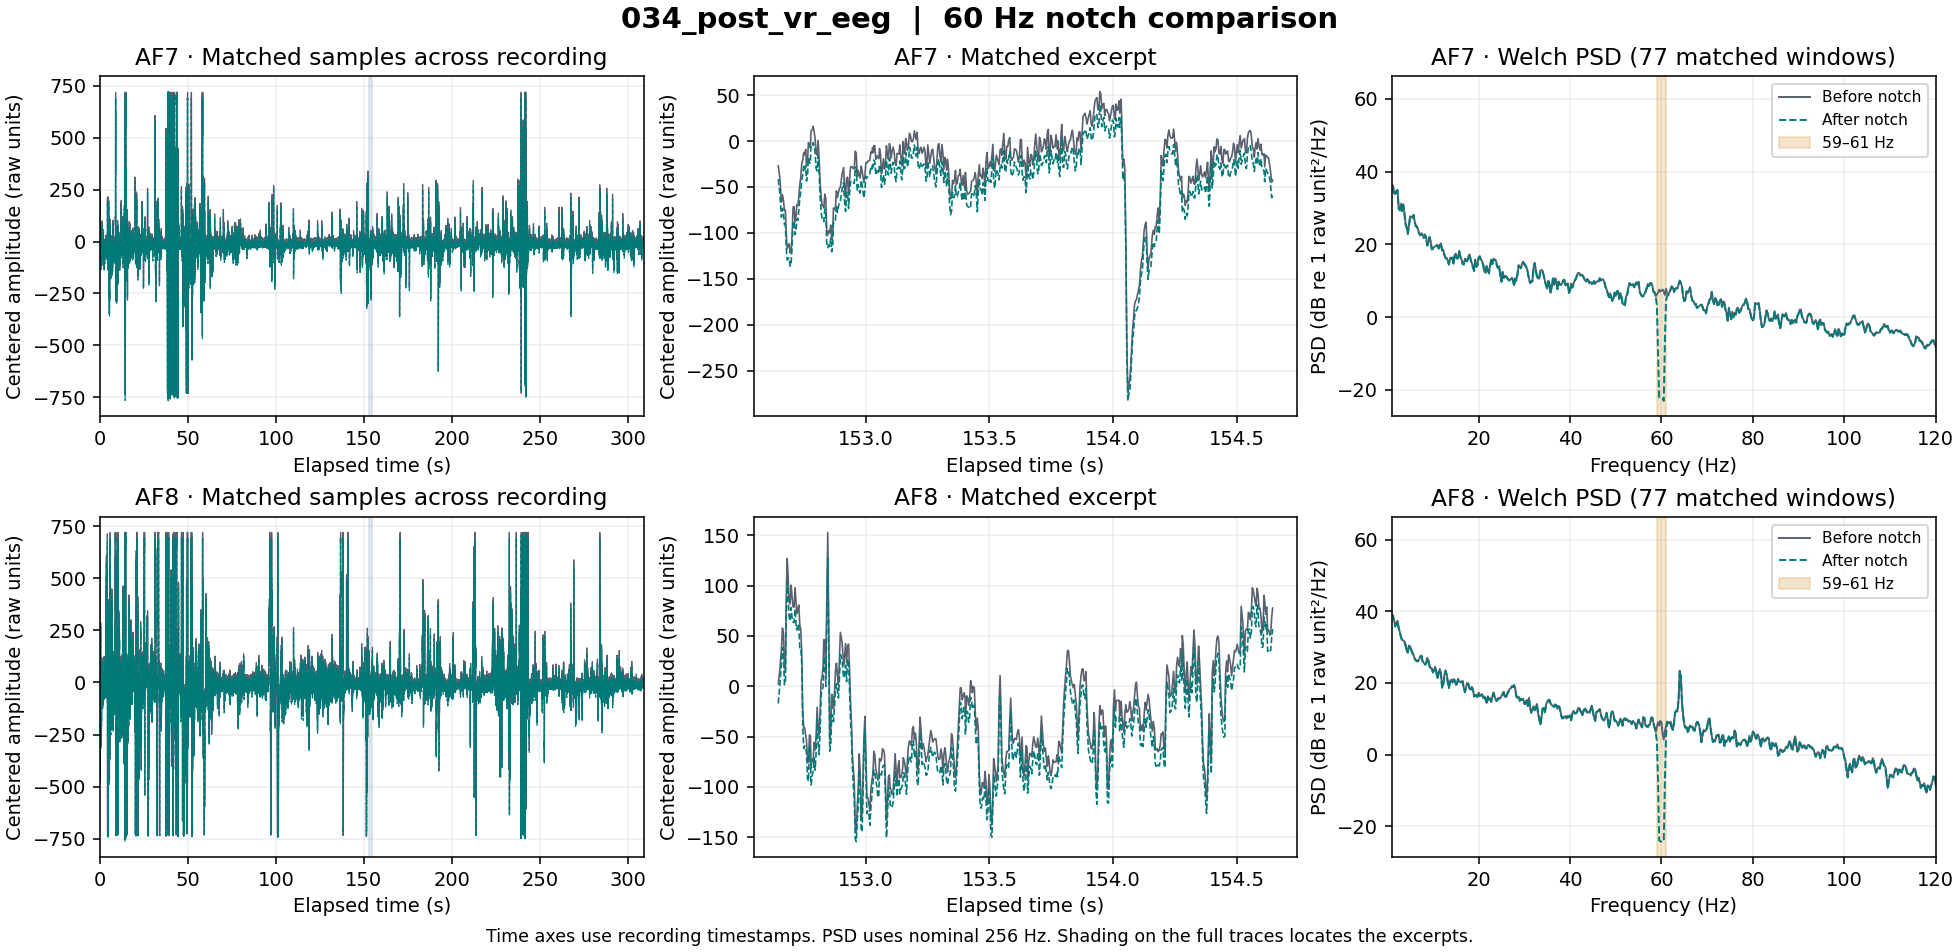 034_post_vr_eeg | 60 Hz notch comparison
AF7 · Matched samples across recording
Centered amplitude (raw units)
750
500
250
0
−250
−500
−750
0 50 100 150 200 250 300
Elapsed time (s)
AF7 · Matched excerpt
Centered amplitude (raw units)
50
0
−50
−100
−150
−200
−250
153.0 153.5 154.0 154.5
Elapsed time (s)
AF7 · Welch PSD (77 matched windows)
PSD (dB re 1 raw unit²/Hz)
60
40
20
0
−20
Before notch
After notch
59–61 Hz
20 40 60 80 100 120
Frequency (Hz)
AF8 · Matched samples across recording
Centered amplitude (raw units)
750
500
250
0
−250
−500
−750
0 50 100 150 200 250 300
Elapsed time (s)
AF8 · Matched excerpt
Centered amplitude (raw units)
150
100
50
0
−50
−100
−150
153.0 153.5 154.0 154.5
Elapsed time (s)
AF8 · Welch PSD (77 matched windows)
PSD (dB re 1 raw unit²/Hz)
60
40
20
0
−20
Before notch
After notch
59–61 Hz
20 40 60 80 100 120
Frequency (Hz)
Time axes use recording timestamps. PSD uses nominal 256 Hz. Shading on the full traces locates the excerpts.